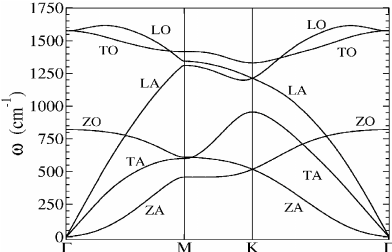 1750
1500
1250
1000
750
500
250
0
ω (cm⁻¹)
LO
LO
TO
TO
LA
LA
ZO
ZO
TA
TA
ZA
ZA
Γ M K Γ